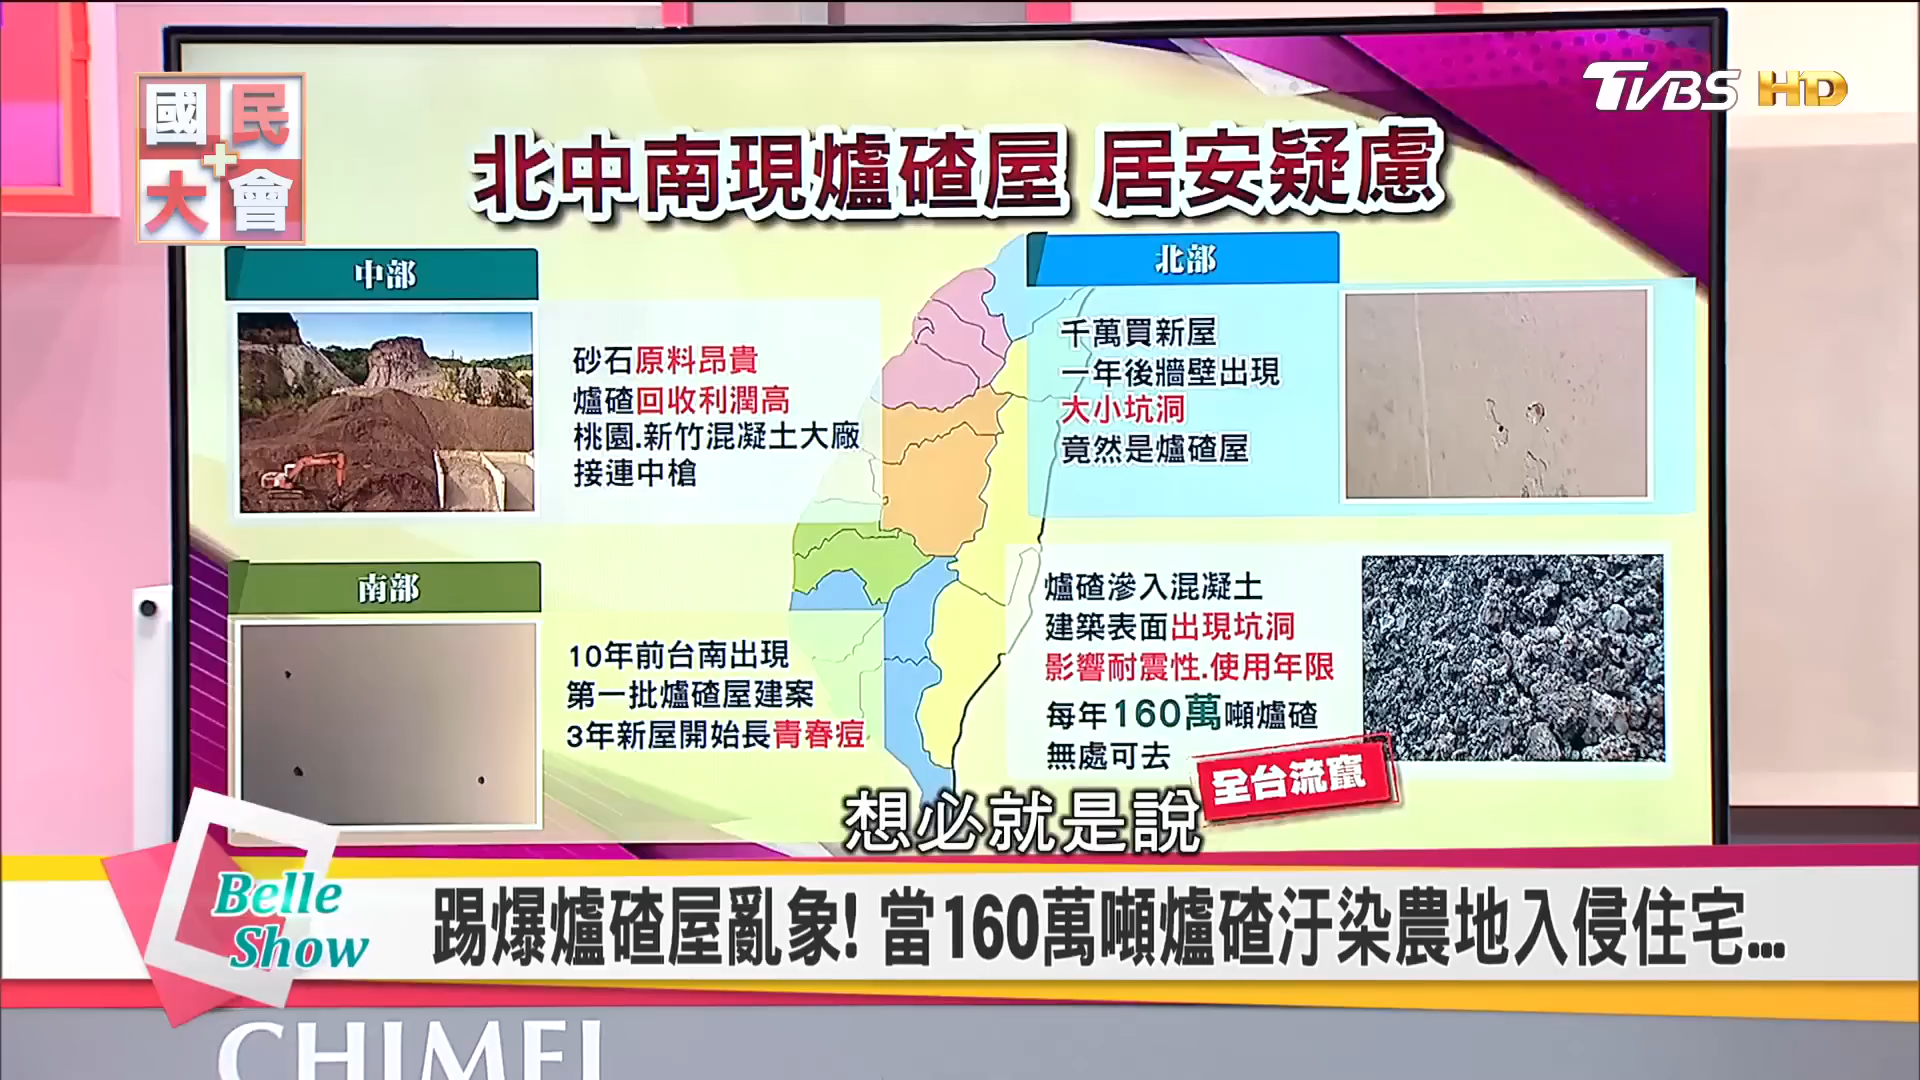 國民
大會
TVBS HD
北中南現爐碴屋 居安疑慮
中部
砂石原料昂貴
爐碴回收利潤高
桃園.新竹混凝土大廠
接連中槍
北部
千萬買新屋
一年後牆壁出現
大小坑洞
竟然是爐碴屋
南部
10年前台南出現
第一批爐碴屋建案
3年新屋開始長青春痘
爐碴滲入混凝土
建築表面出現坑洞
影響耐震性.使用年限
每年160萬噸爐碴
無處可去
全台流竄
想必就是說
Belle
Show
踢爆爐碴屋亂象! 當160萬噸爐碴汙染農地入侵住宅...
CHIMEI